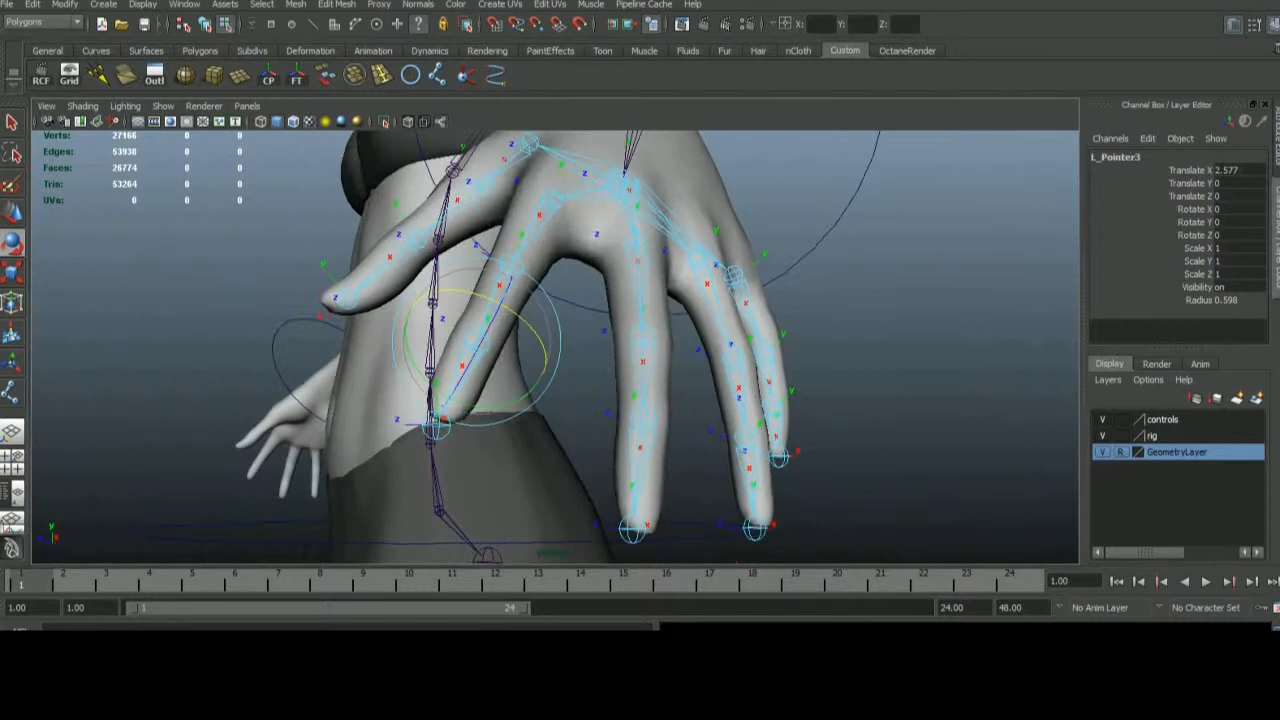 File Edit Modify Create Display Window Assets Select Mesh Edit Mesh Proxy Normals Color Create UVs Edit UVs Muscle Pipeline Cache Help
Polygons X: Y: Z:
General Curves Surfaces Polygons Subdivs Deformation Animation Dynamics Rendering PaintEffects Toon Muscle Fluids Fur Hair nCloth Custom OctaneRender
RCF Grid Outl CP FT
View Shading Lighting Show Renderer Panels
Verts: 27166 0 0
Edges: 53938 0 0
Faces: 26774 0 0
Tris: 53264 0 0
UVs: 0 0 0
Channel Box / Layer Editor
Channels Edit Object Show
L_Pointer3
Translate X 2.577
Translate Y 0
Translate Z 0
Rotate X 0
Rotate Y 0
Rotate Z 0
Scale X 1
Scale Y 1
Scale Z 1
Visibility on
Radius 0.598
Display Render Anim
Layers Options Help
V controls
V rig
V R GeometryLayer
1 2 3 4 5 6 7 8 9 10 11 12 13 14 15 16 17 18 19 20 21 22 23 24
1 1.00
1.00 1.00 1 24 24.00 48.00 No Anim Layer No Character Set